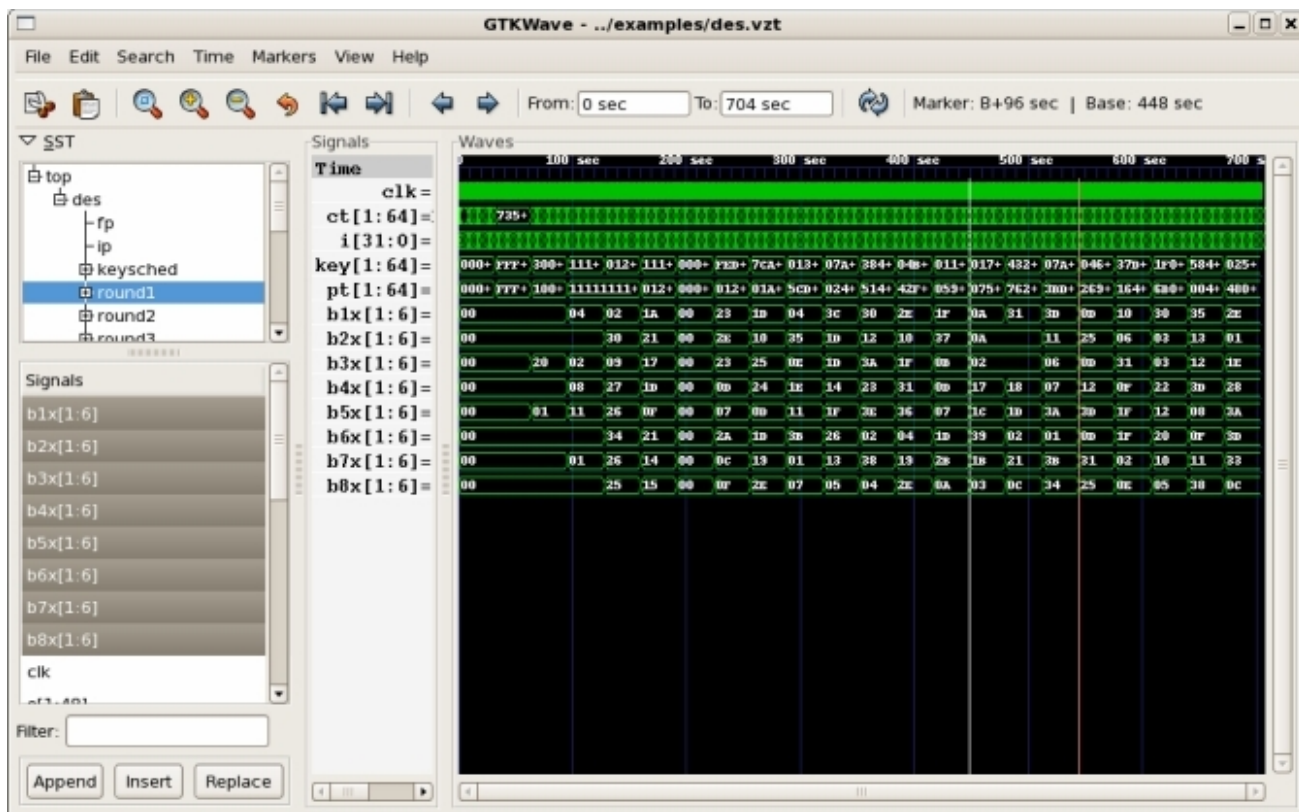 GTKWave - ../examples/des.vzt
File Edit Search Time Markers View Help
From: 0 sec To: 704 sec Marker: B+96 sec | Base: 448 sec
SST
top
des
fp
ip
keysched
round1
round2
round3
Signals
b1x[1:6]
b2x[1:6]
b3x[1:6]
b4x[1:6]
b5x[1:6]
b6x[1:6]
b7x[1:6]
b8x[1:6]
clk
Filter:
Append Insert Replace
Signals
Time
clk=
ct[1:64]=
i[31:0]=
key[1:64]=
pt[1:64]=
b1x[1:6]=
b2x[1:6]=
b3x[1:6]=
b4x[1:6]=
b5x[1:6]=
b6x[1:6]=
b7x[1:6]=
b8x[1:6]=
Waves
100 sec 200 sec 300 sec 400 sec 500 sec 600 sec 700 s
735+
000+ FFF+ 300+ 111+ 012+ 111+ 000+ FED+ 7CA+ 013+ 07A+ 384+ 04B+ 011+ 017+ 432+ 07A+ 046+ 37D+ 1F0+ 584+ 025+
000+ FFF+ 100+ 11111111+ 012+ 000+ 012+ 01A+ 5CD+ 024+ 514+ 42F+ 059+ 075+ 762+ 3BD+ 269+ 164+ 6B0+ 004+ 480+
00 04 02 1A 00 23 1D 04 3C 30 2E 1F 0A 31 3D 0D 10 30 35 2E
00 30 21 00 2E 10 35 1D 12 10 37 0A 11 25 06 03 13 01
00 20 02 09 17 00 23 25 0E 1D 3A 1F 0B 02 06 0D 31 03 12 1E
00 08 27 1D 00 0D 24 1E 14 23 31 0D 17 18 07 12 0F 22 3D 28
00 01 11 26 0F 00 07 0D 11 1F 3E 36 07 1C 1D 3A 3D 1F 12 08 3A
00 34 21 00 2A 1D 3B 26 02 04 1D 39 02 01 0D 1F 20 0F 3D
00 01 26 14 00 0C 13 01 13 38 13 2B 1B 21 3B 31 02 10 11 33
00 25 15 00 0F 2E 07 05 04 2E 0A 03 0C 34 25 0E 05 38 0C